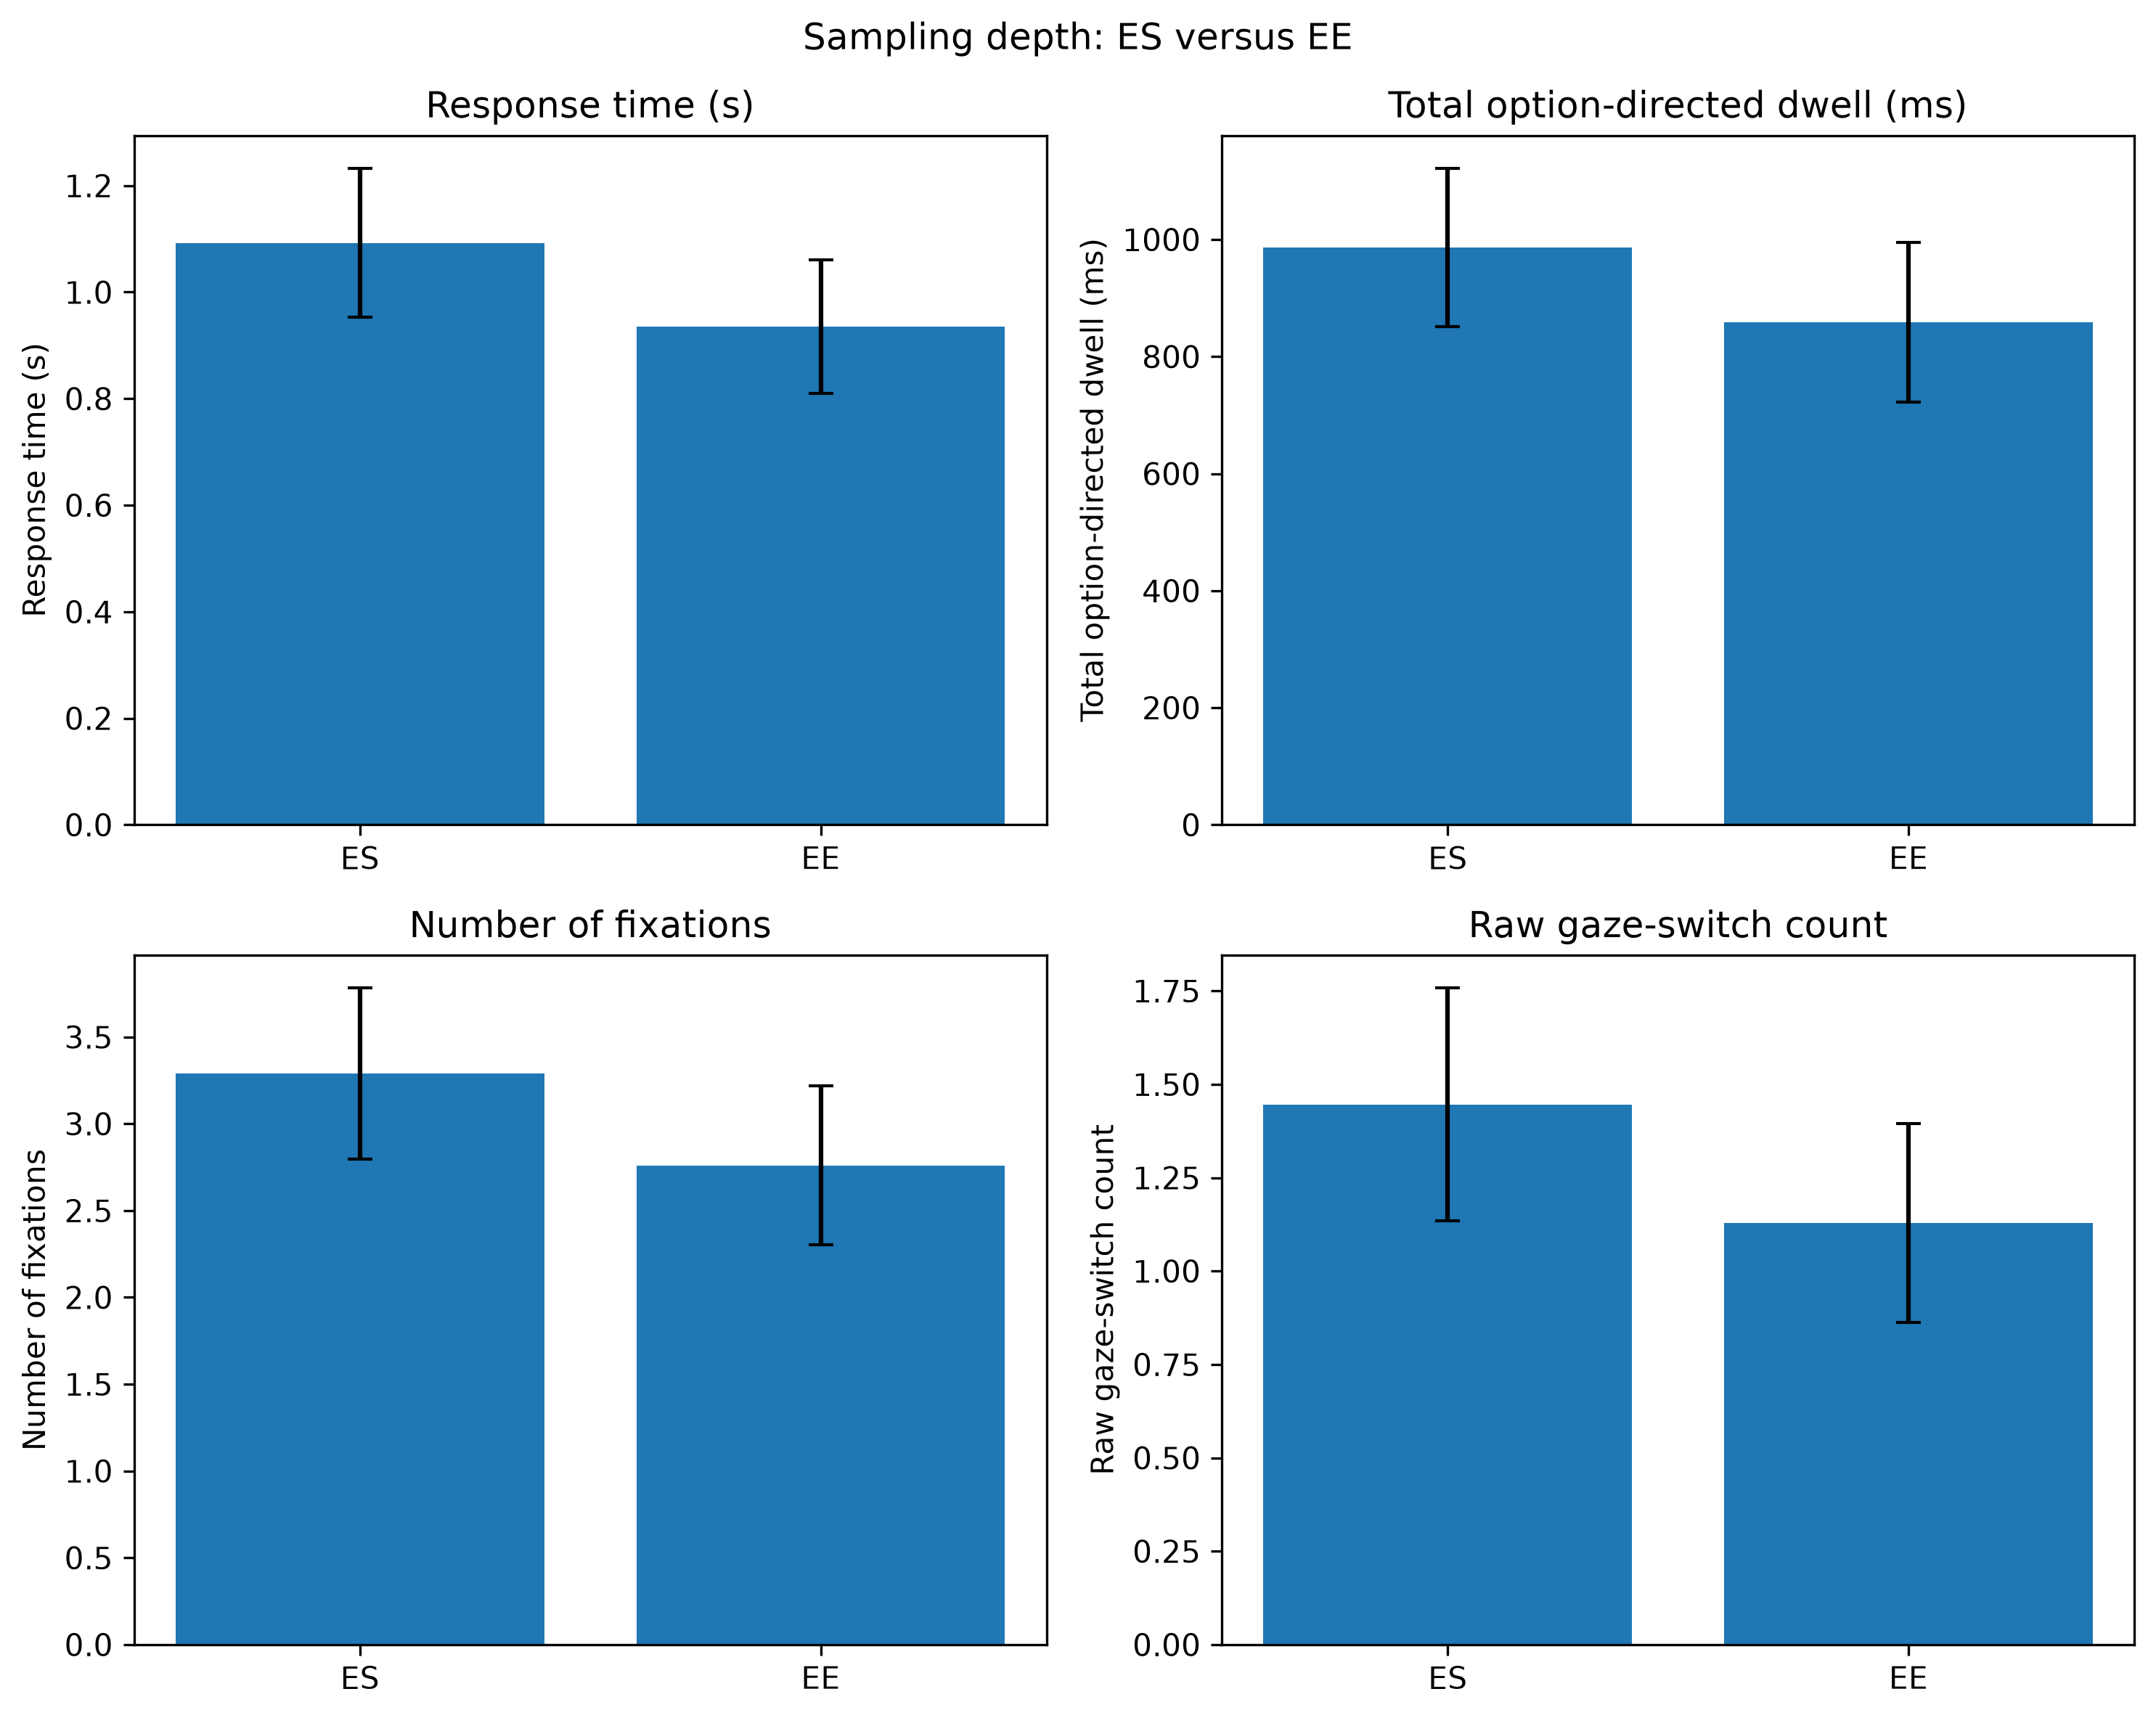 Sampling depth: ES versus EE
Response time (s)
Response time (s)
1.2
1.0
0.8
0.6
0.4
0.2
0.0
ES EE
Total option-directed dwell (ms)
Total option-directed dwell (ms)
1000
800
600
400
200
0
ES EE
Number of fixations
Number of fixations
3.5
3.0
2.5
2.0
1.5
1.0
0.5
0.0
ES EE
Raw gaze-switch count
Raw gaze-switch count
1.75
1.50
1.25
1.00
0.75
0.50
0.25
0.00
ES EE